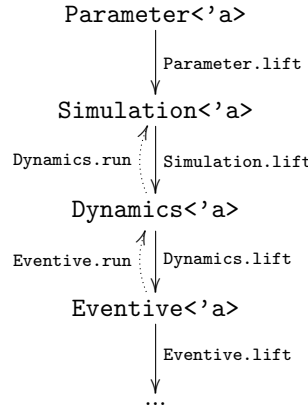 Parameter<'a>
Parameter.lift
Simulation<'a>
Dynamics.run
Simulation.lift
Dynamics<'a>
Eventive.run
Dynamics.lift
Eventive<'a>
Eventive.lift
...